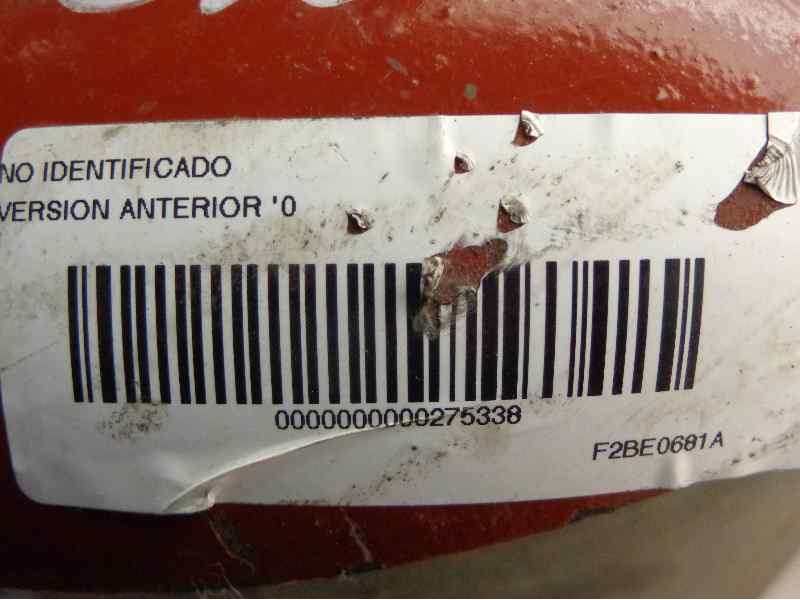 NO IDENTIFICADO
VERSION ANTERIOR '0
0000000000275338
F2BE0681A